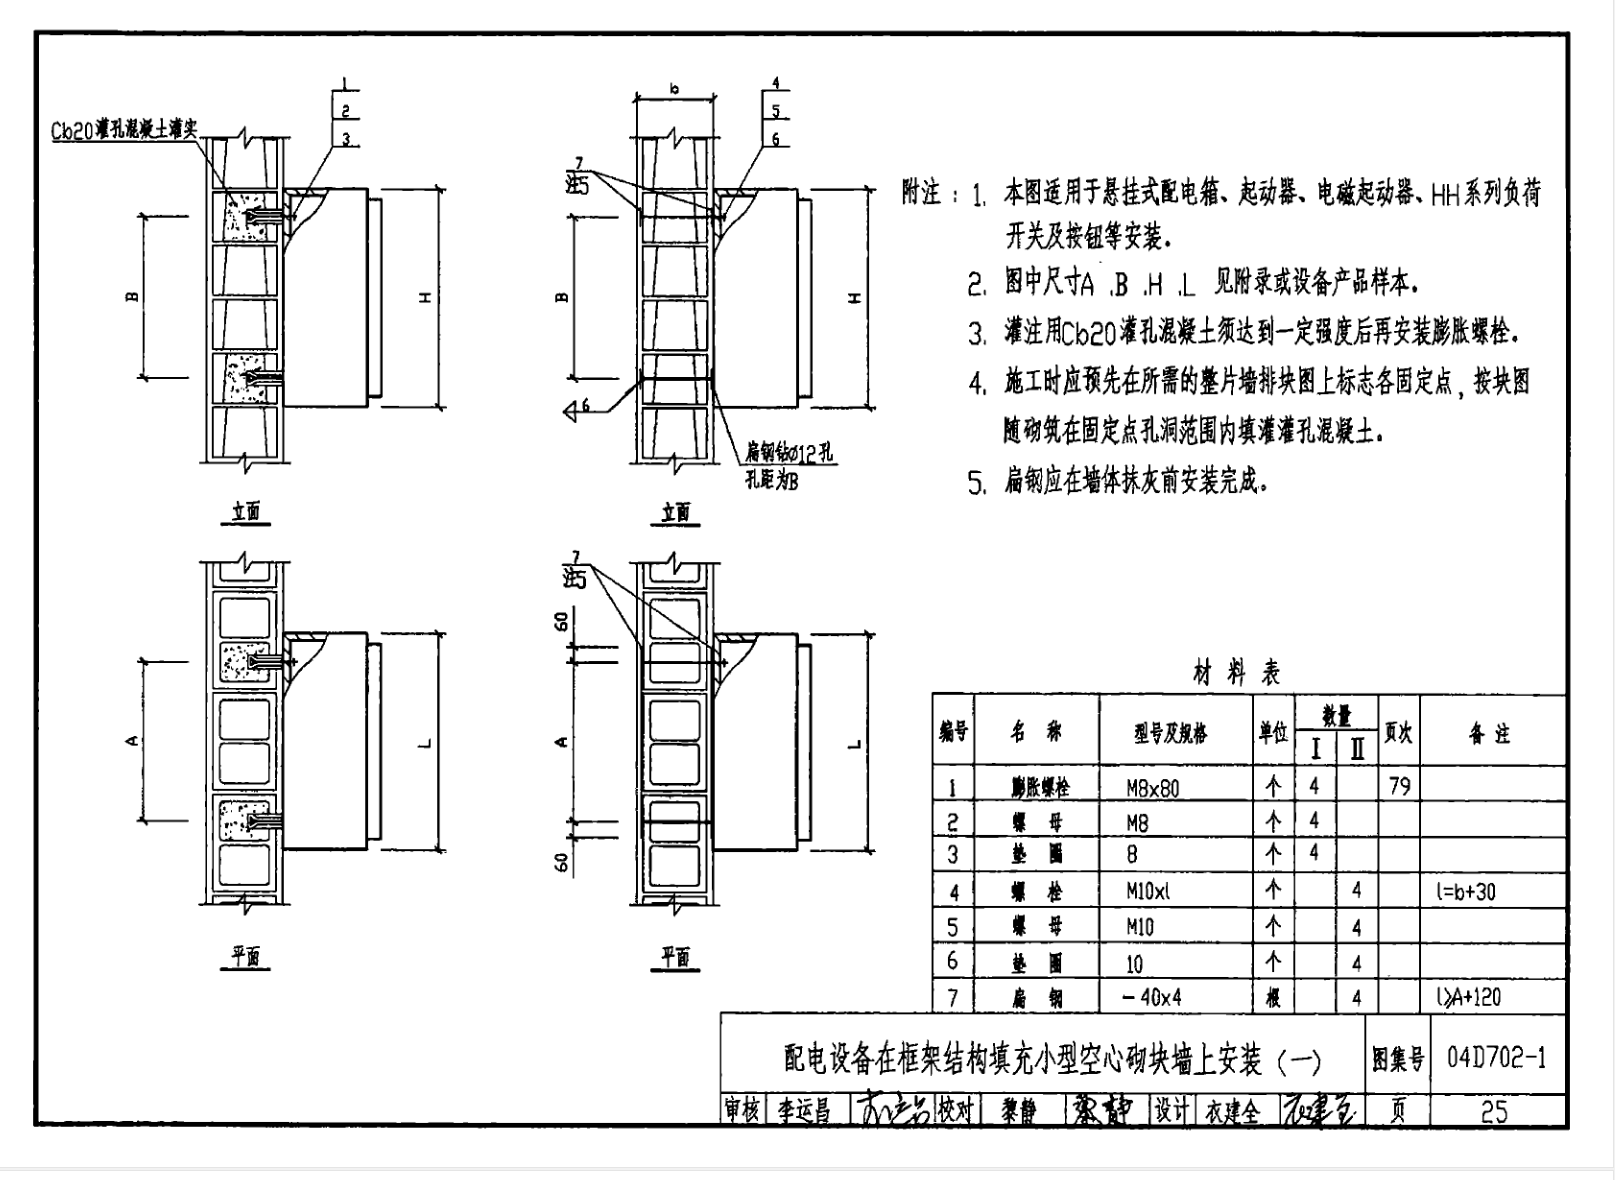 Cb20灌孔混凝土灌实
1
2
3
B
H
立面
b
4
5
6
7
注5
B
H
6
扁钢钻Ø12孔
孔距为B
立面
A
L
平面
7
注5
60
A
60
L
平面
附注：1. 本图适用于悬挂式配电箱、起动器、电磁起动器、HH系列负荷
开关及按钮等安装。
2. 图中尺寸A .B .H .L 见附录或设备产品样本。
3. 灌注用Cb20灌孔混凝土须达到一定强度后再安装膨胀螺栓。
4. 施工时应预先在所需的整片墙排块图上标志各固定点，按块图
随砌筑在固定点孔洞范围内填灌灌孔混凝土。
5. 扁钢应在墙体抹灰前安装完成。
材 料 表
编号 名 称 型号及规格 单位 数量 页次 备 注
Ⅰ Ⅱ
1 膨胀螺栓 M8x80 个 4 79
2 螺 母 M8 个 4
3 垫 圈 8 个 4
4 螺 栓 M10xl 个 4 l=b+30
5 螺 母 M10 个 4
6 垫 圈 10 个 4
7 扁 钢 －40x4 根 4 l≥A+120
配电设备在框架结构填充小型空心砌块墙上安装（一） 图集号 04D702-1
审核 李运昌 校对 黎静 黎静 设计 衣建全 衣建全 页 25